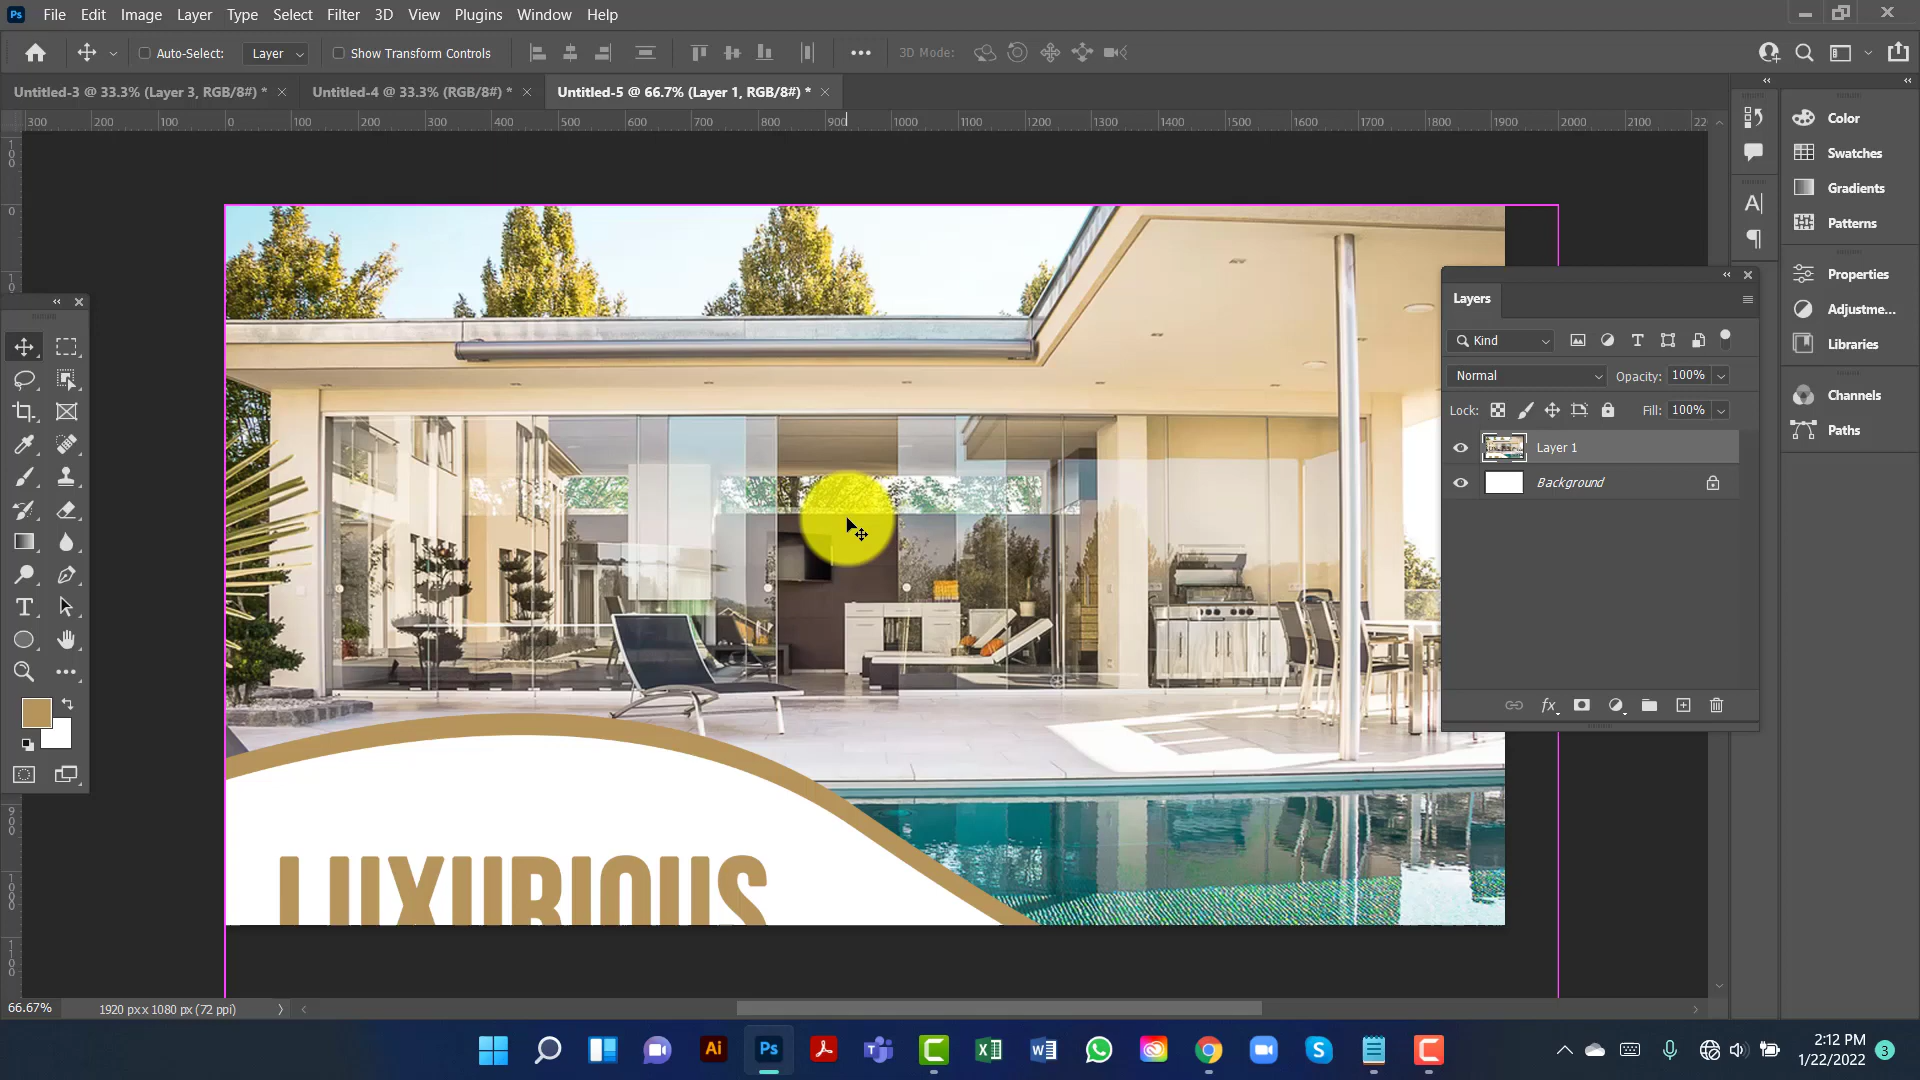 Ps File Edit Image Layer Type Select Filter 3D View Plugins Window Help
Auto-Select: Layer Show Transform Controls 3D Mode:
Untitled-3 @ 33.3% (Layer 3, RGB/8#) * Untitled-4 @ 33.3% (RGB/8#) * Untitled-5 @ 66.7% (Layer 1, RGB/8#) *
300 200 100 0 100 200 300 400 500 600 700 800 900 1000 1100 1200 1300 1400 1500 1600 1700 1800 1900 2000 2100 22
Color
Swatches
Gradients
Patterns
Properties
Adjustme...
Libraries
Channels
Paths
Layers
Kind
Normal Opacity: 100%
Lock: Fill: 100%
Layer 1
Background
LUXURIOUS
66.67% 1920 px x 1080 px (72 ppi)
Ai Ps
2:12 PM
1/22/2022 3